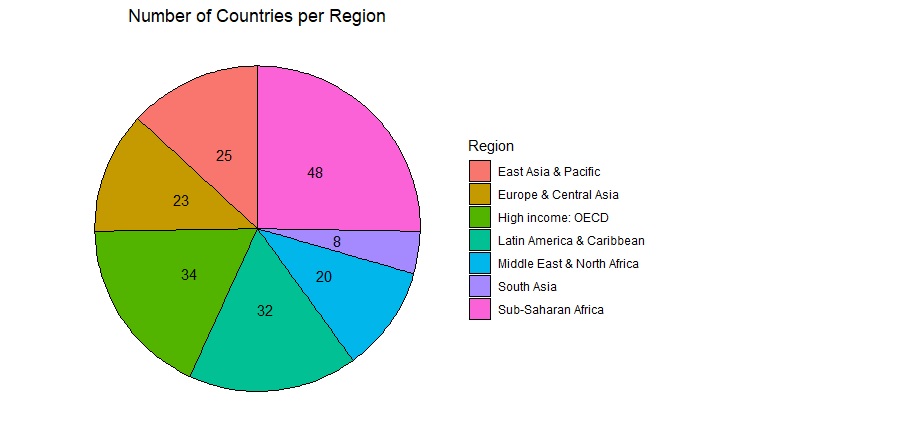 Number of Countries per Region
25
48
23
8
34
20
32
Region
East Asia & Pacific
Europe & Central Asia
High income: OECD
Latin America & Caribbean
Middle East & North Africa
South Asia
Sub-Saharan Africa